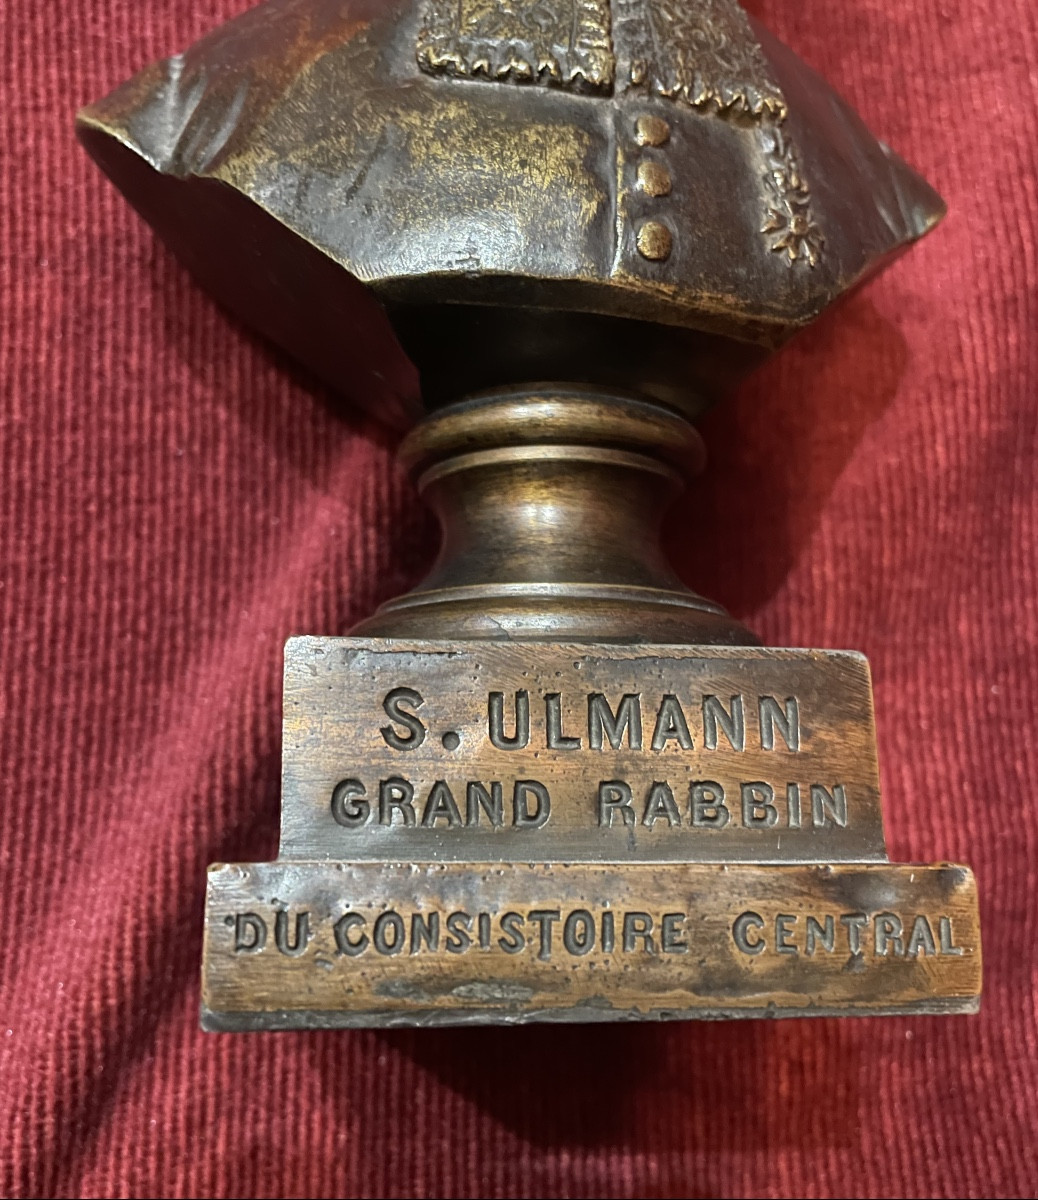 S. ULMANN
GRAND RABBIN
DU CONSISTOIRE CENTRAL